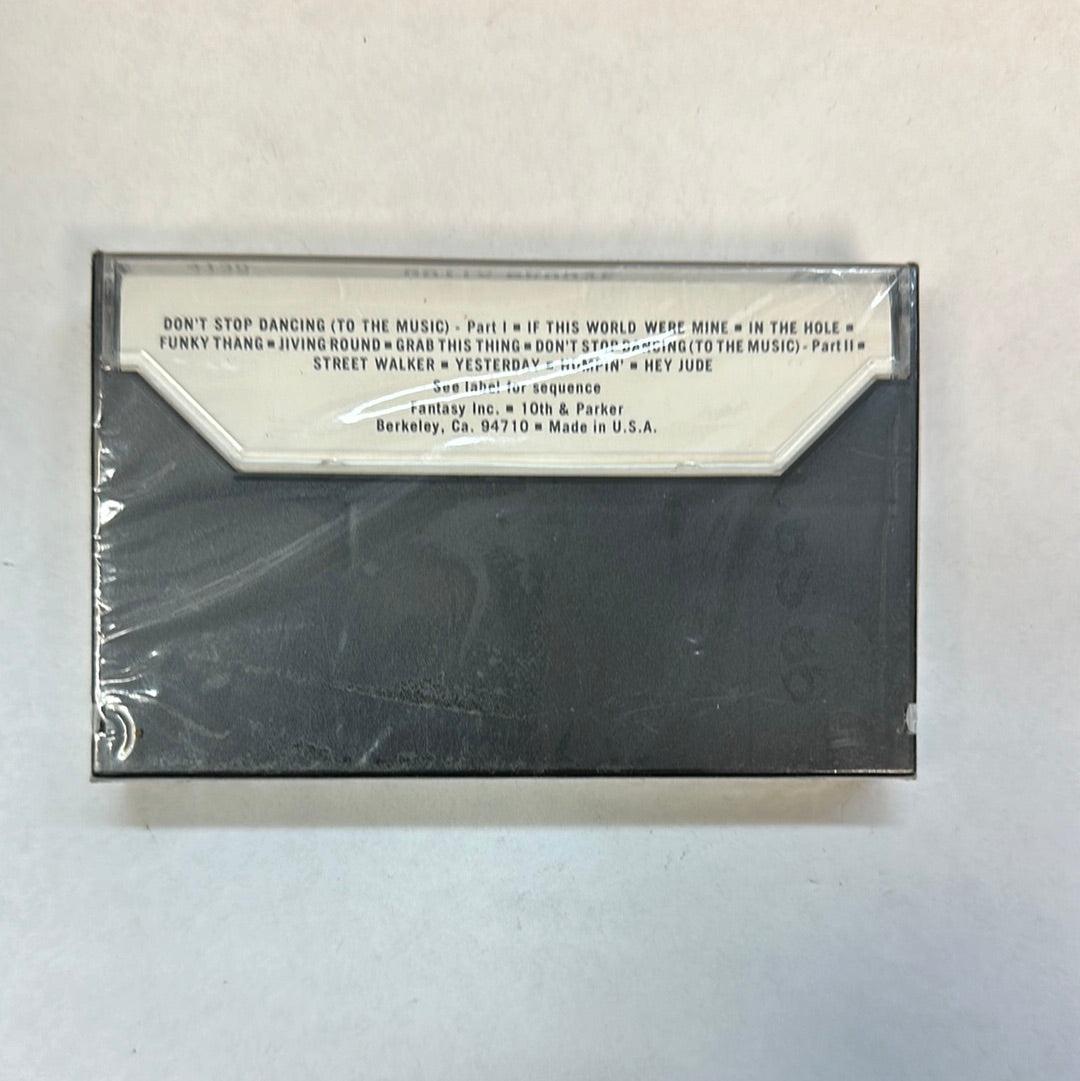 DON'T STOP DANCING (TO THE MUSIC) - Part I ■ IF THIS WORLD WERE MINE ■ IN THE HOLE ■
FUNKY THANG ■ JIVING ROUND ■ GRAB THIS THING ■ DON'T STOP DANCING (TO THE MUSIC) - Part II ■
STREET WALKER ■ YESTERDAY ■ HUMPIN' ■ HEY JUDE
See label for sequence
Fantasy Inc. ■ 10th & Parker
Berkeley, Ca. 94710 ■ Made in U.S.A.